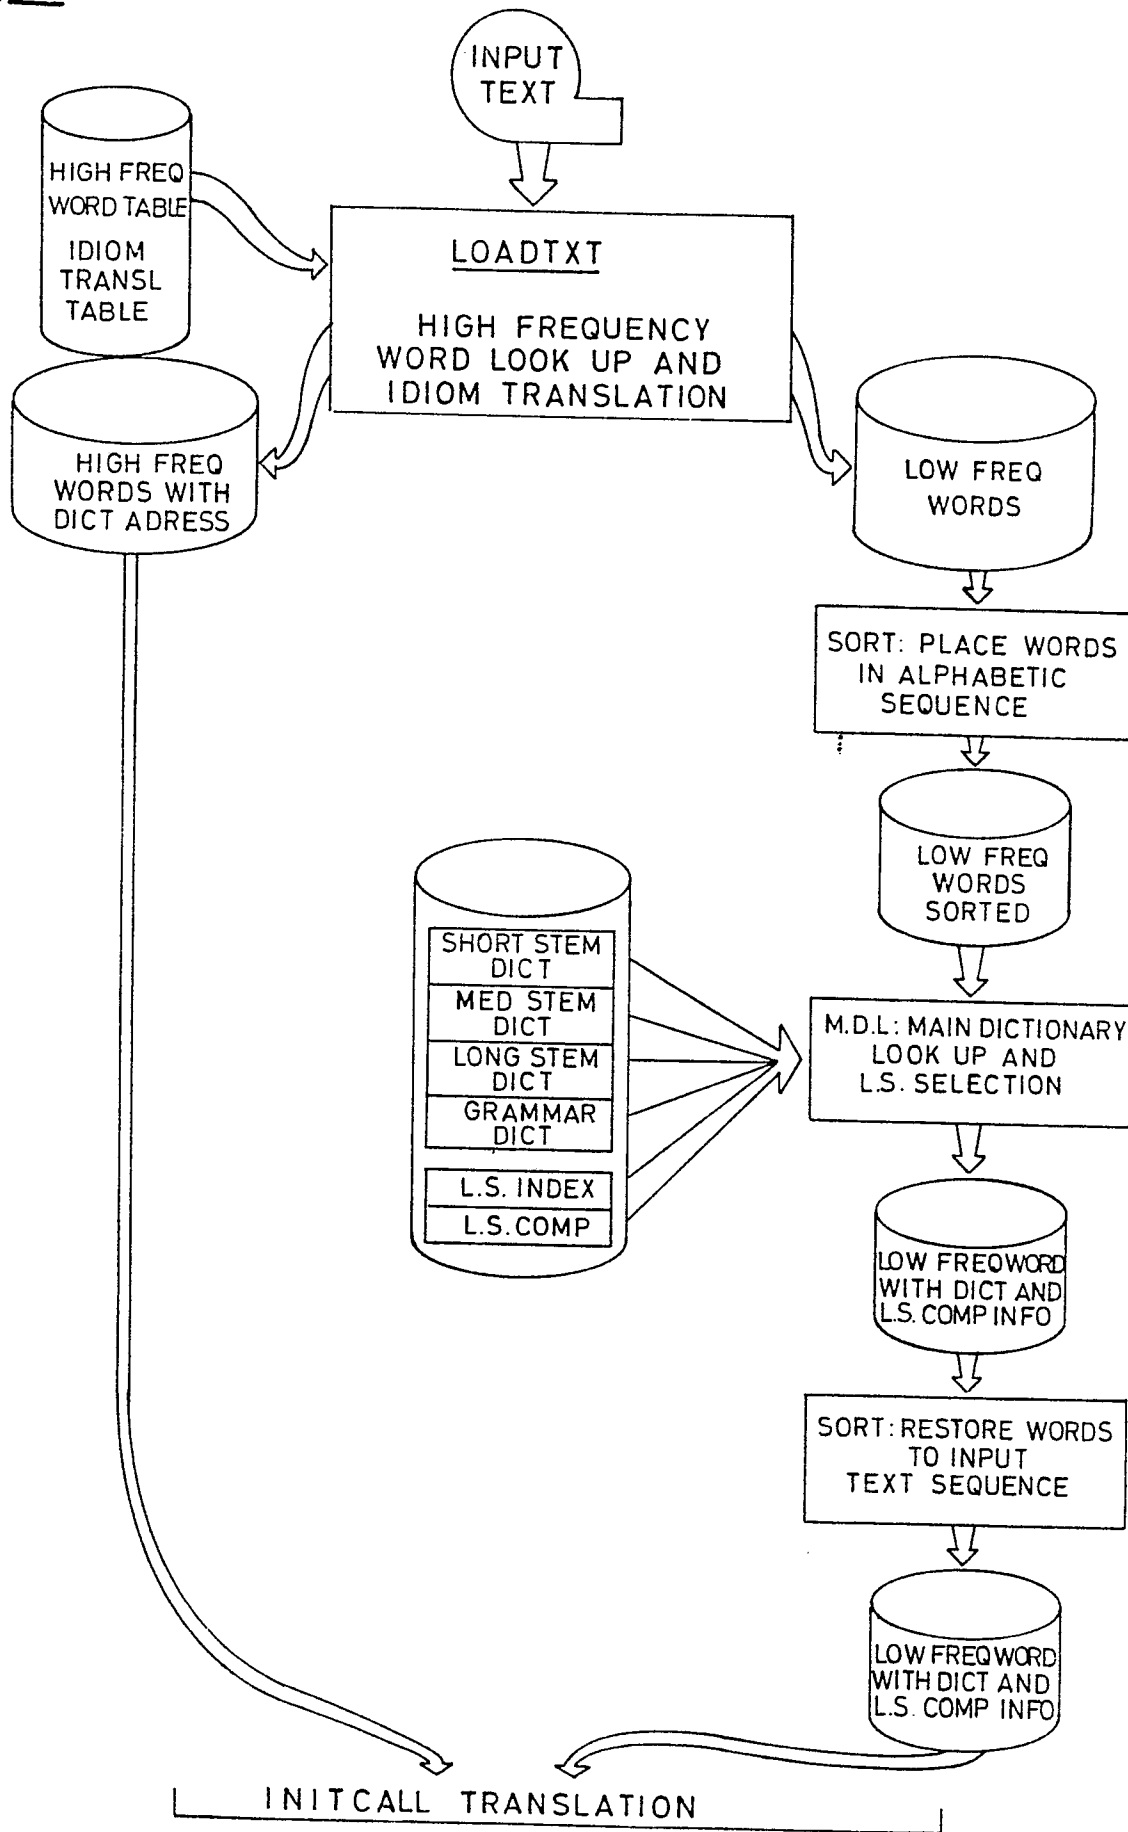 INPUT
TEXT
HIGH FREQ
WORD TABLE
IDIOM
TRANSL
TABLE
LOADTXT
HIGH FREQUENCY
WORD LOOK UP AND
IDIOM TRANSLATION
HIGH FREQ
WORDS WITH
DICT ADRESS
LOW FREQ
WORDS
SORT: PLACE WORDS
IN ALPHABETIC
SEQUENCE
LOW FREQ
WORDS
SORTED
SHORT STEM
DICT
MED STEM
DICT
LONG STEM
DICT
GRAMMAR
DICT
L.S. INDEX
L.S. COMP
M.D.L: MAIN DICTIONARY
LOOK UP AND
L.S. SELECTION
LOW FREQ WORD
WITH DICT AND
L.S. COMP INFO
SORT: RESTORE WORDS
TO INPUT
TEXT SEQUENCE
LOW FREQ WORD
WITH DICT AND
L.S. COMP INFO
INITCALL TRANSLATION